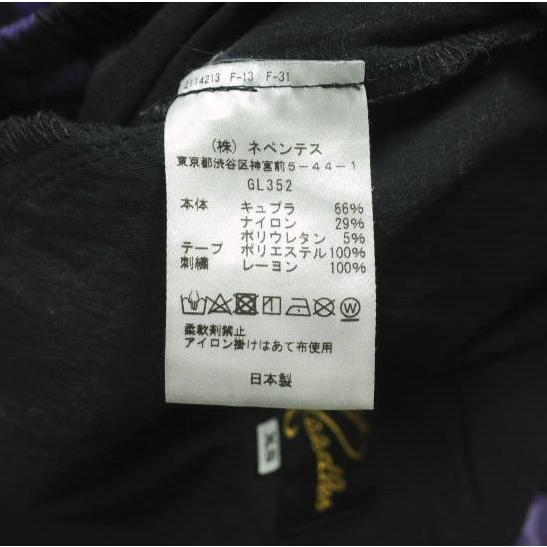 2114213 F-13 F-31
(株) ネペンテス
東京都渋谷区神宮前5-44-1
GL352
本体 キュプラ 66%
ナイロン 29%
ポリウレタン 5%
テープ ポリエステル100%
刺繍 レーヨン 100%
W
柔軟剤禁止
アイロン掛けはあて布使用
日本製
XS
Needles